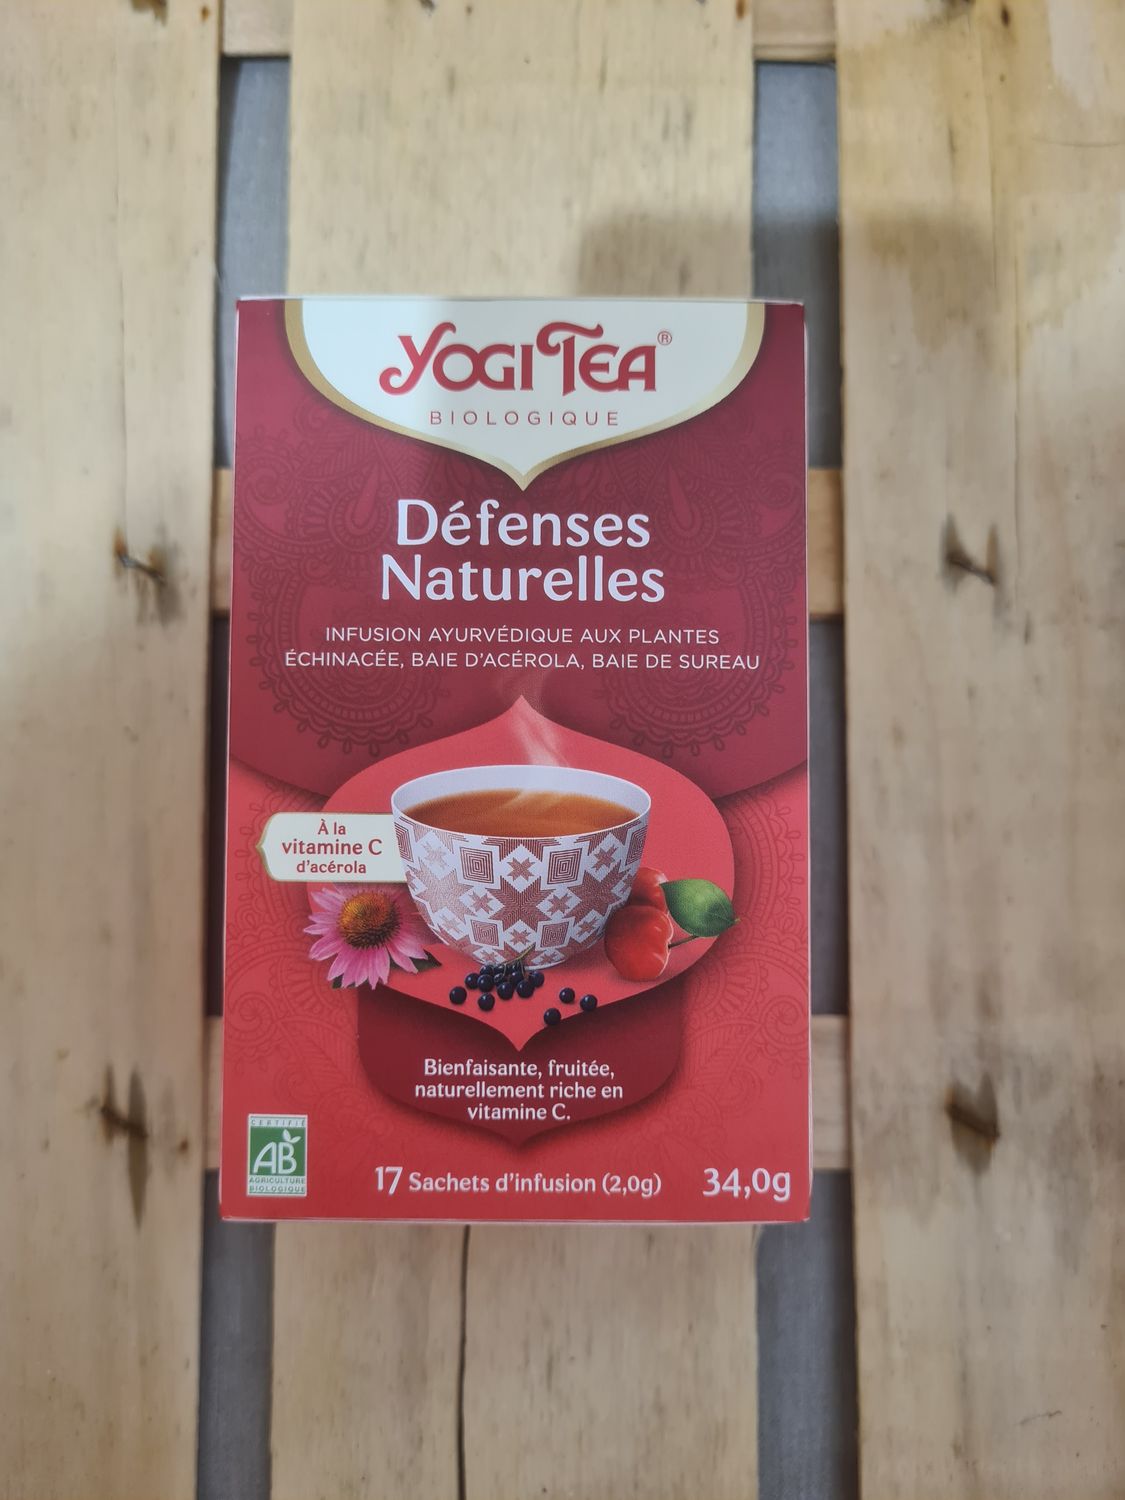 YOGI TEA®
BIOLOGIQUE
Défenses
Naturelles
INFUSION AYURVÉDIQUE AUX PLANTES
ÉCHINACÉE, BAIE D'ACÉROLA, BAIE DE SUREAU
À la
vitamine C
d'acérola
Bienfaisante, fruitée,
naturellement riche en
vitamine C.
CERTIFIÉ
AB
AGRICULTURE
BIOLOGIQUE
17 Sachets d'infusion (2,0g) 34,0g